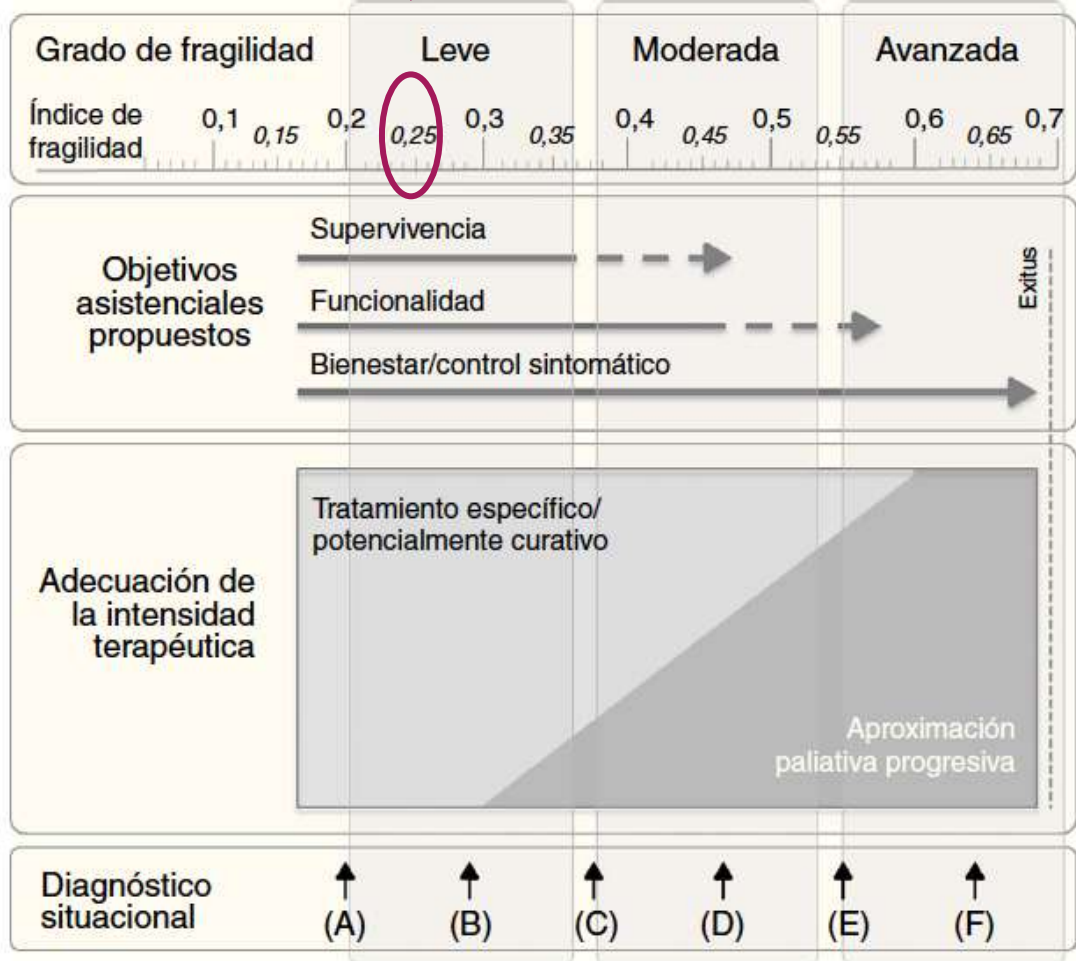 Grado de fragilidad
Leve
Moderada
Avanzada
Índice de
fragilidad
0,1
0,15
0,2
0,25
0,3
0,35
0,4
0,45
0,5
0,55
0,6
0,65
0,7
Objetivos
asistenciales
propuestos
Supervivencia
Funcionalidad
Bienestar/control sintomático
Exitus
Adecuación de
la intensidad
terapéutica
Tratamiento específico/
potencialmente curativo
Aproximación
paliativa progresiva
Diagnóstico
situacional
(A)
(B)
(C)
(D)
(E)
(F)